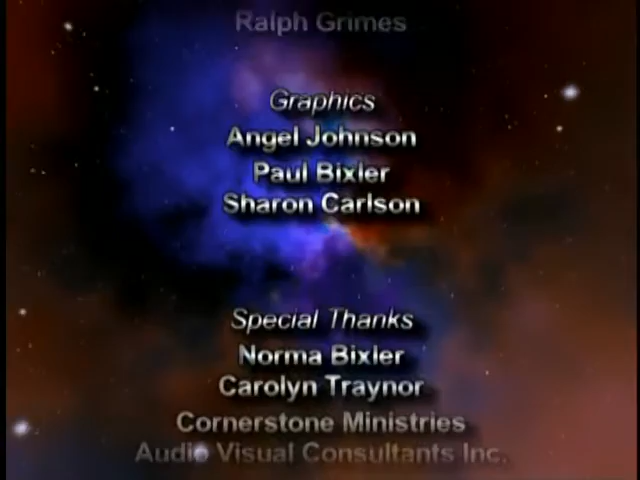 Ralph Grimes
Graphics
Angel Johnson
Paul Bixler
Sharon Carlson
Special Thanks
Norma Bixler
Carolyn Traynor
Cornerstone Ministries
Audio Visual Consultants Inc.